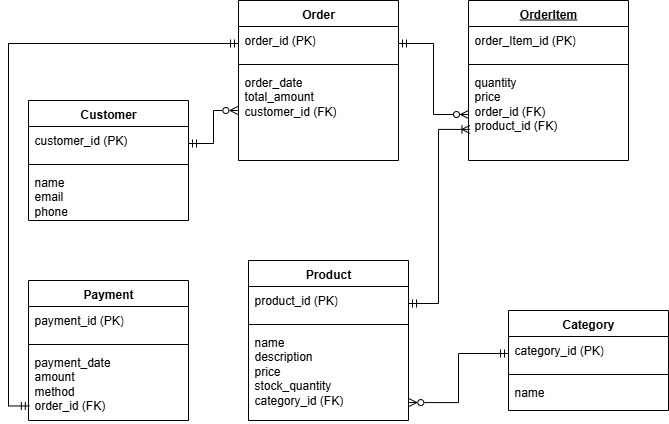 Order
order_id (PK)
order_date
total_amount
customer_id (FK)
OrderItem
order_Item_id (PK)
quantity
price
order_id (FK)
product_id (FK)
Customer
customer_id (PK)
name
email
phone
Payment
payment_id (PK)
payment_date
amount
method
order_id (FK)
Product
product_id (PK)
name
description
price
stock_quantity
category_id (FK)
Category
category_id (PK)
name